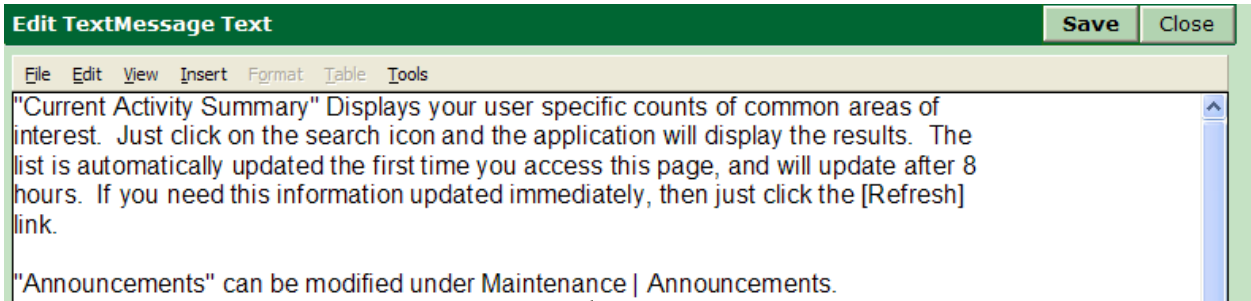 Edit TextMessage Text
Save
Close
File Edit View Insert Format Table Tools
"Current Activity Summary" Displays your user specific counts of common areas of
interest.  Just click on the search icon and the application will display the results.  The
list is automatically updated the first time you access this page, and will update after 8
hours.  If you need this information updated immediately, then just click the [Refresh]
link.
"Announcements" can be modified under Maintenance | Announcements.